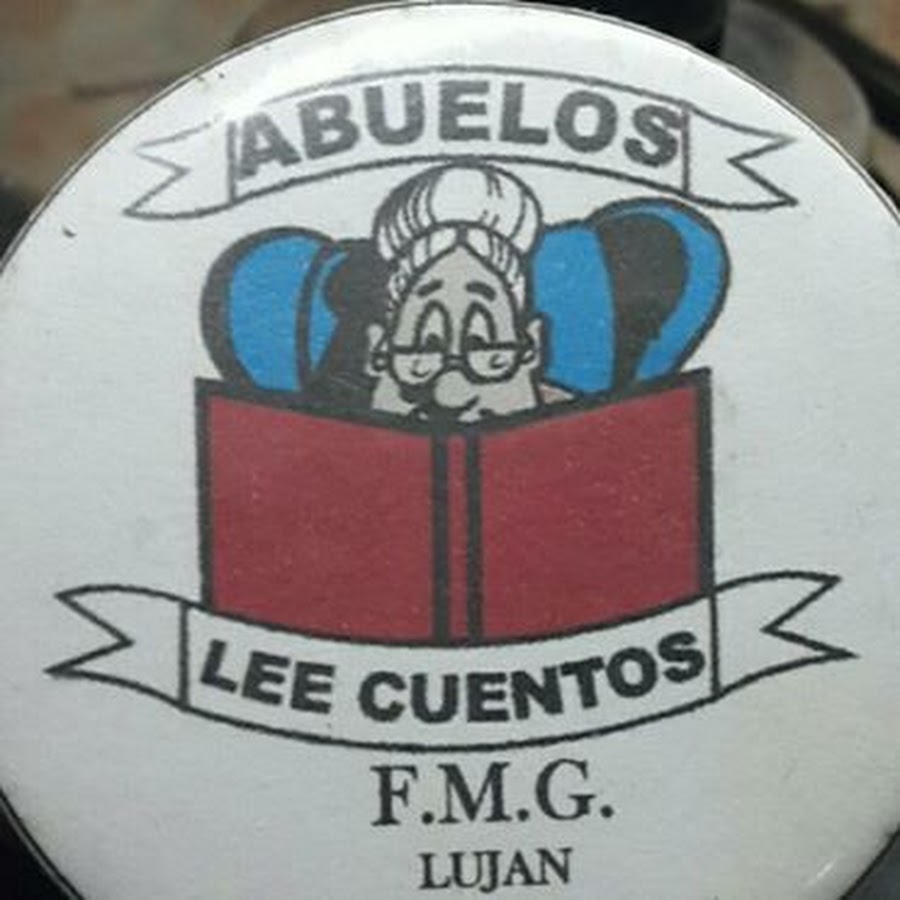 ABUELOS
LEE CUENTOS
F.M.G.
LUJAN